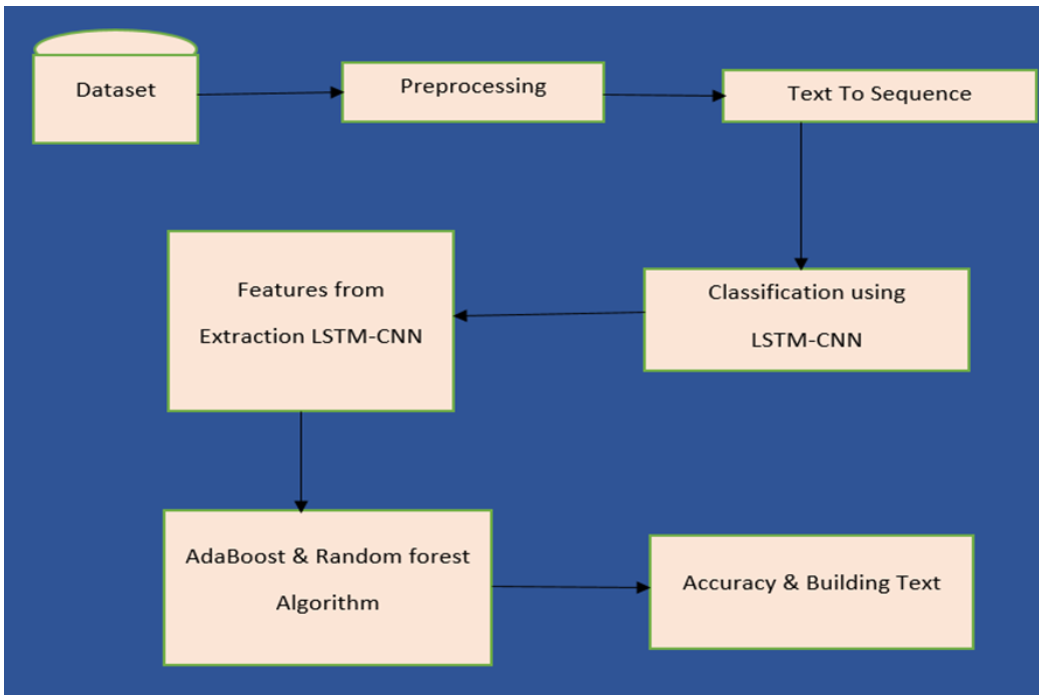 Dataset
Preprocessing
Text To Sequence
Classification using
LSTM-CNN
Features from
Extraction LSTM-CNN
AdaBoost & Random forest
Algorithm
Accuracy & Building Text